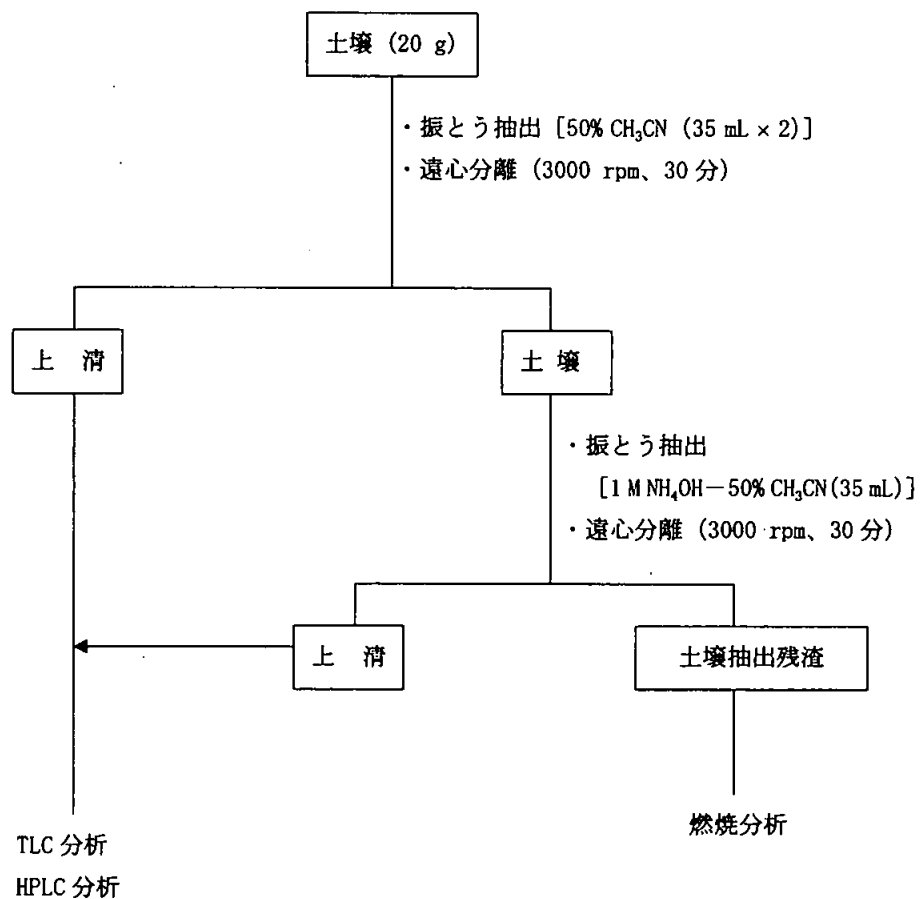 土壌 (20 g)
・振とう抽出 [50% CH₃CN (35 mL × 2)]
・遠心分離 (3000 rpm、30 分)
上 清
土 壌
・振とう抽出
[1 M NH₄OH－50% CH₃CN(35 mL)]
・遠心分離 (3000 rpm、30 分)
上 清
土壌抽出残渣
燃焼分析
TLC 分析
HPLC 分析